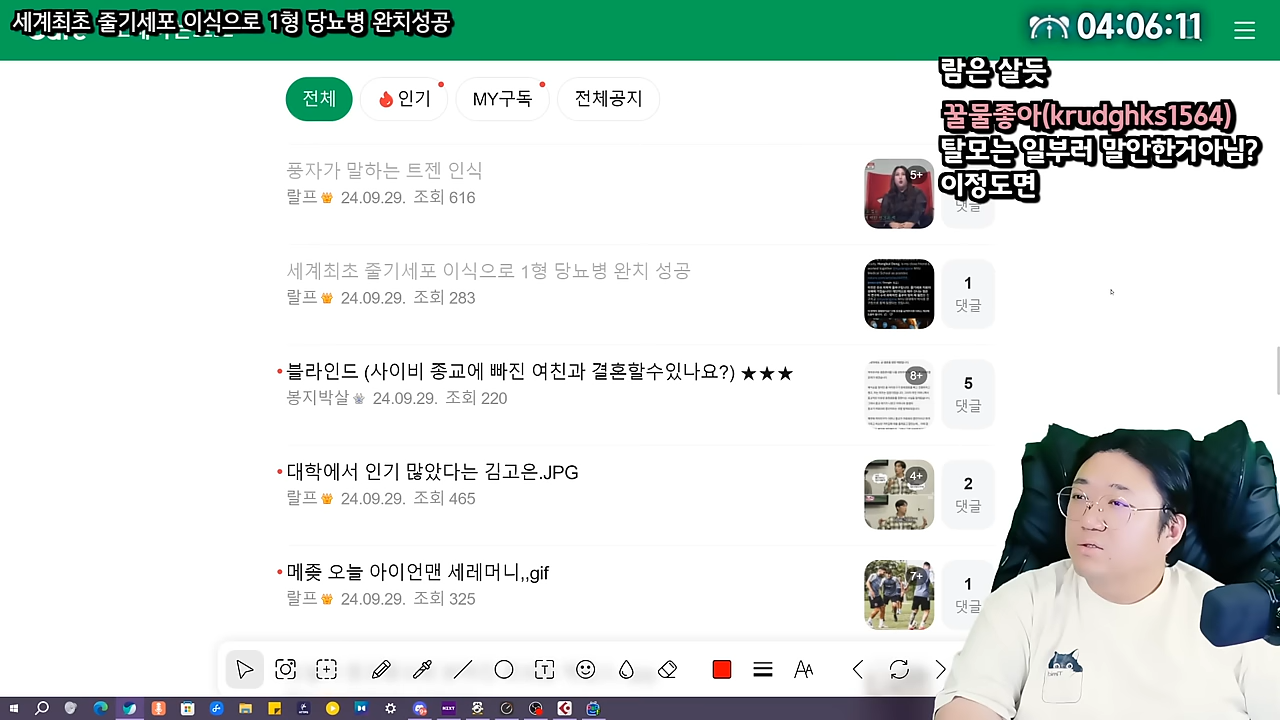 세계최초 줄기세포 이식으로 1형 당뇨병 완치성공
04:06:11
람은 살듯
꿀물좋아(krudghks1564)
탈모는 일부러 말안한거아님?
이정도면
전체
인기
MY구독
전체공지
풍자가 말하는 트젠 인식
랄프 24.09.29. 조회 616
5+
댓글
세계최초 줄기세포 이식으로 1형 당뇨병 완치 성공
랄프 24.09.29. 조회
1
댓글
블라인드 (사이비 종교에 빠진 여친과 결혼할수있나요?) ★★★
봉지박살 24.09.29. 조회 220
8+
5
댓글
대학에서 인기 많았다는 김고은.JPG
랄프 24.09.29. 조회 465
4+
2
댓글
메좆 오늘 아이언맨 세레머니,,gif
랄프 24.09.29. 조회 325
7+
1
댓글
T
AA
NEXT